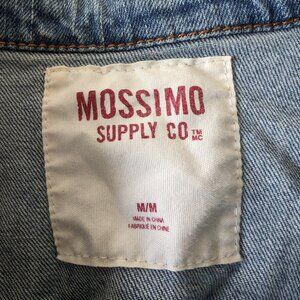 MOSSIMO
SUPPLY CO TM MC
M/M
MADE IN CHINA
FABRIQUÉ EN CHINE